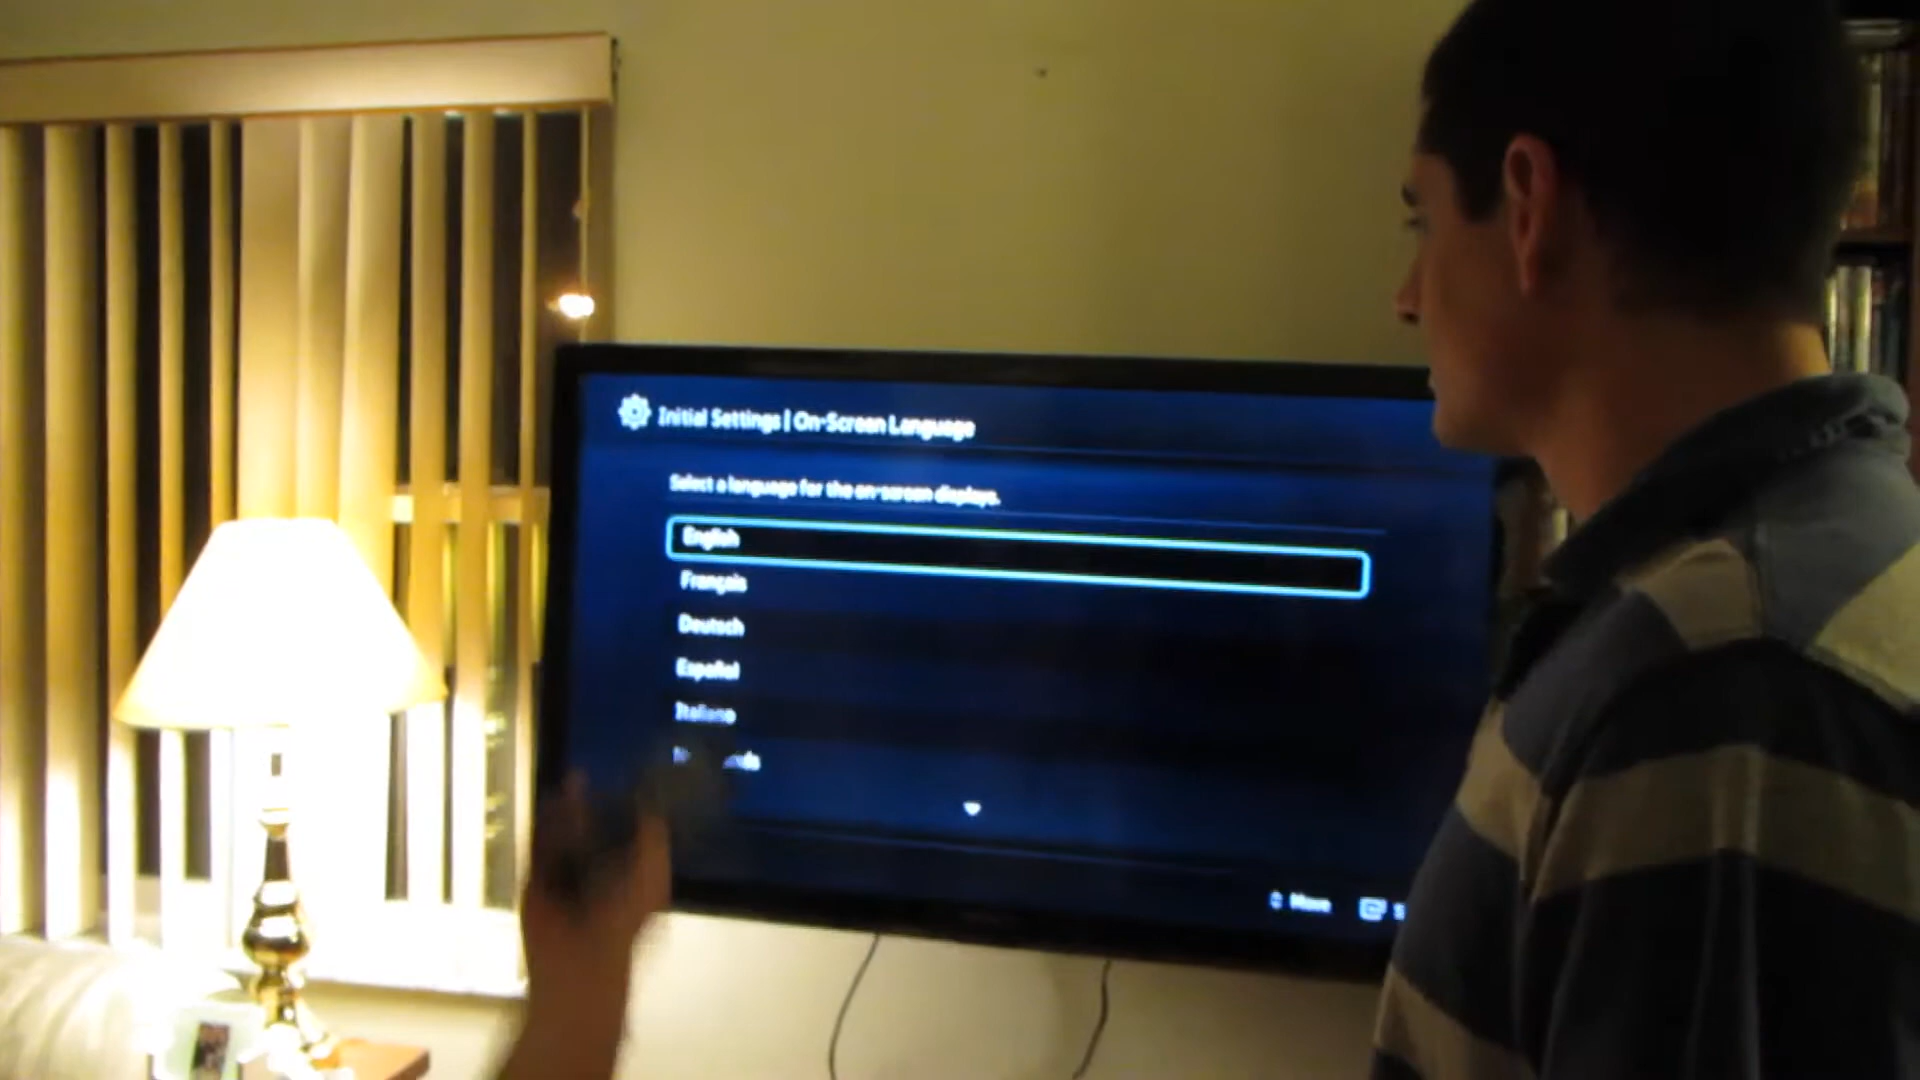 Initial Settings | On-Screen Language
Select a language for the on-screen displays.
English
Français
Deutsch
Español
Italiano
Move